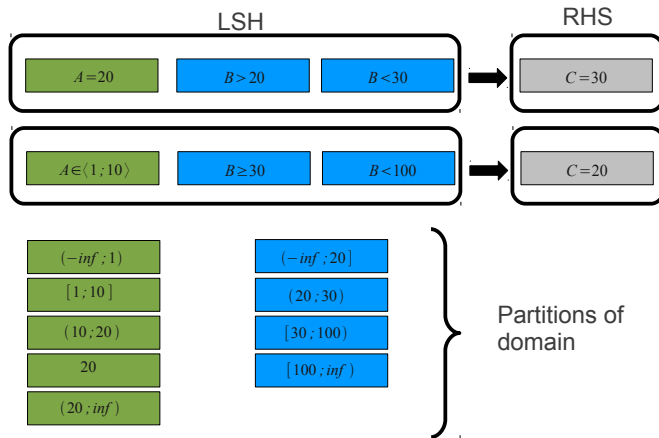 LSH RHS
A=20 B>20 B<30 C=30
A∈⟨1;10⟩ B≥30 B<100 C=20
(−inf;1) (−inf;20]
[1;10] (20;30)
(10;20) [30;100)
20 [100;inf)
(20;inf)
Partitions of
domain